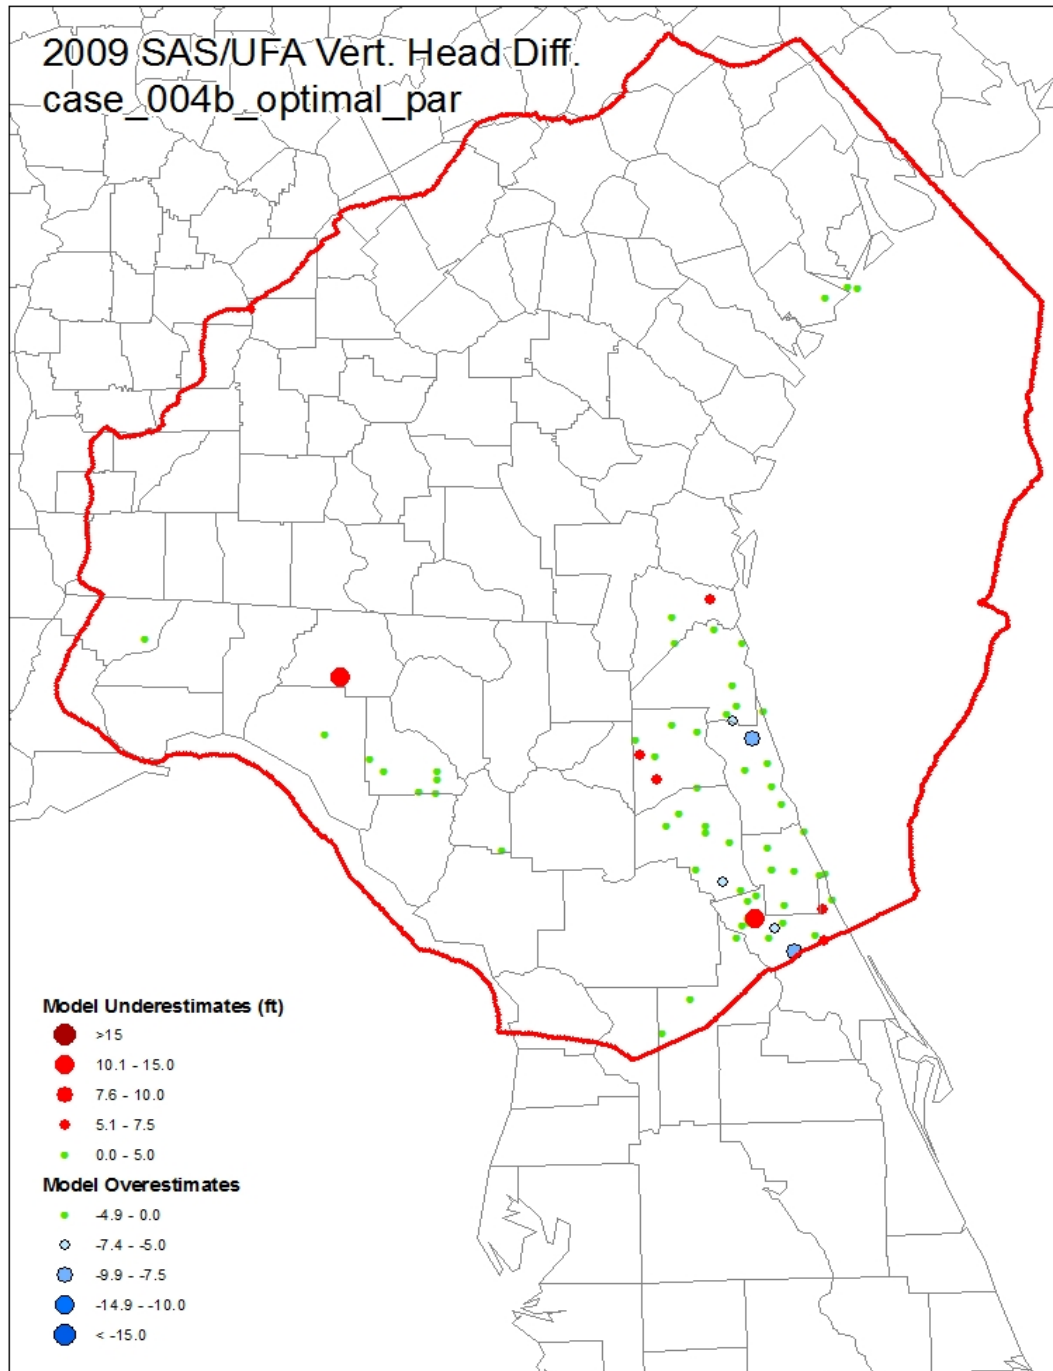 2009 SAS/UFA Vert. Head Diff.
case_004b_optimal_par
Model Underestimates (ft)
>15
10.1 - 15.0
7.6 - 10.0
5.1 - 7.5
0.0 - 5.0
Model Overestimates
-4.9 - 0.0
-7.4 - -5.0
-9.9 - -7.5
-14.9 - -10.0
< -15.0